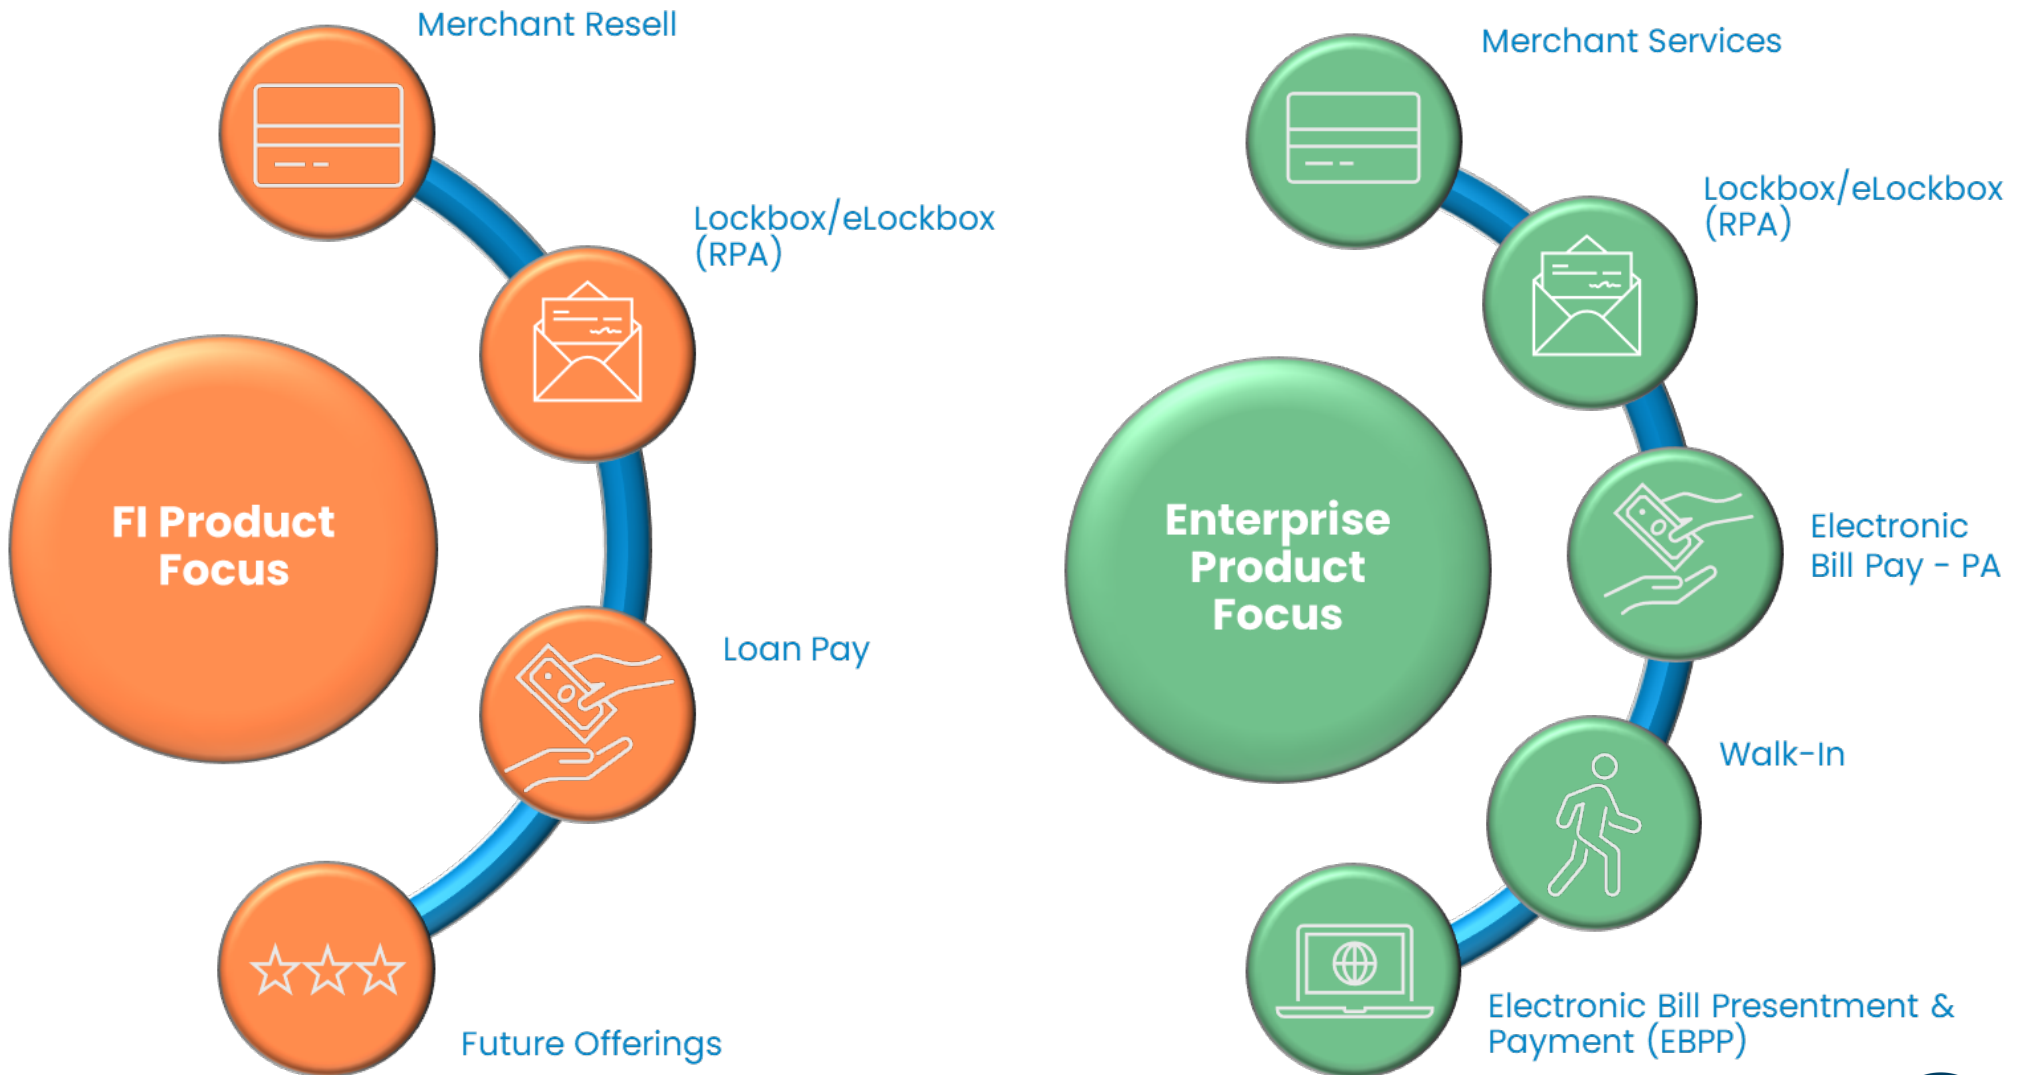 Merchant Resell
Lockbox/eLockbox
(RPA)
FI Product
Focus
Loan Pay
Future Offerings
Merchant Services
Lockbox/eLockbox
(RPA)
Enterprise
Product
Focus
Electronic
Bill Pay - PA
Walk-In
Electronic Bill Presentment &
Payment (EBPP)